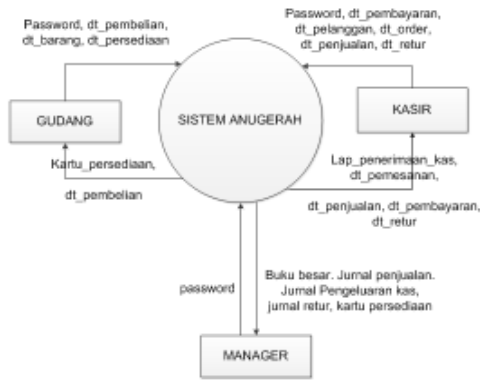 Password, dt_pembelian,
dt_barang, dt_persediaan
Password, dt_pembayaran,
dt_pelanggan, dt_order,
dt_penjualan, dt_retur
GUDANG
SISTEM ANUGERAH
KASIR
Kartu_persediaan,
dt_pembelian
Lap_penerimaan_kas,
dt_pemesanan,
dt_penjualan, dt_pembayaran,
dt_retur
password
Buku besar. Jurnal penjualan.
Jurnal Pengeluaran kas,
jurnal retur, kartu persediaan
MANAGER